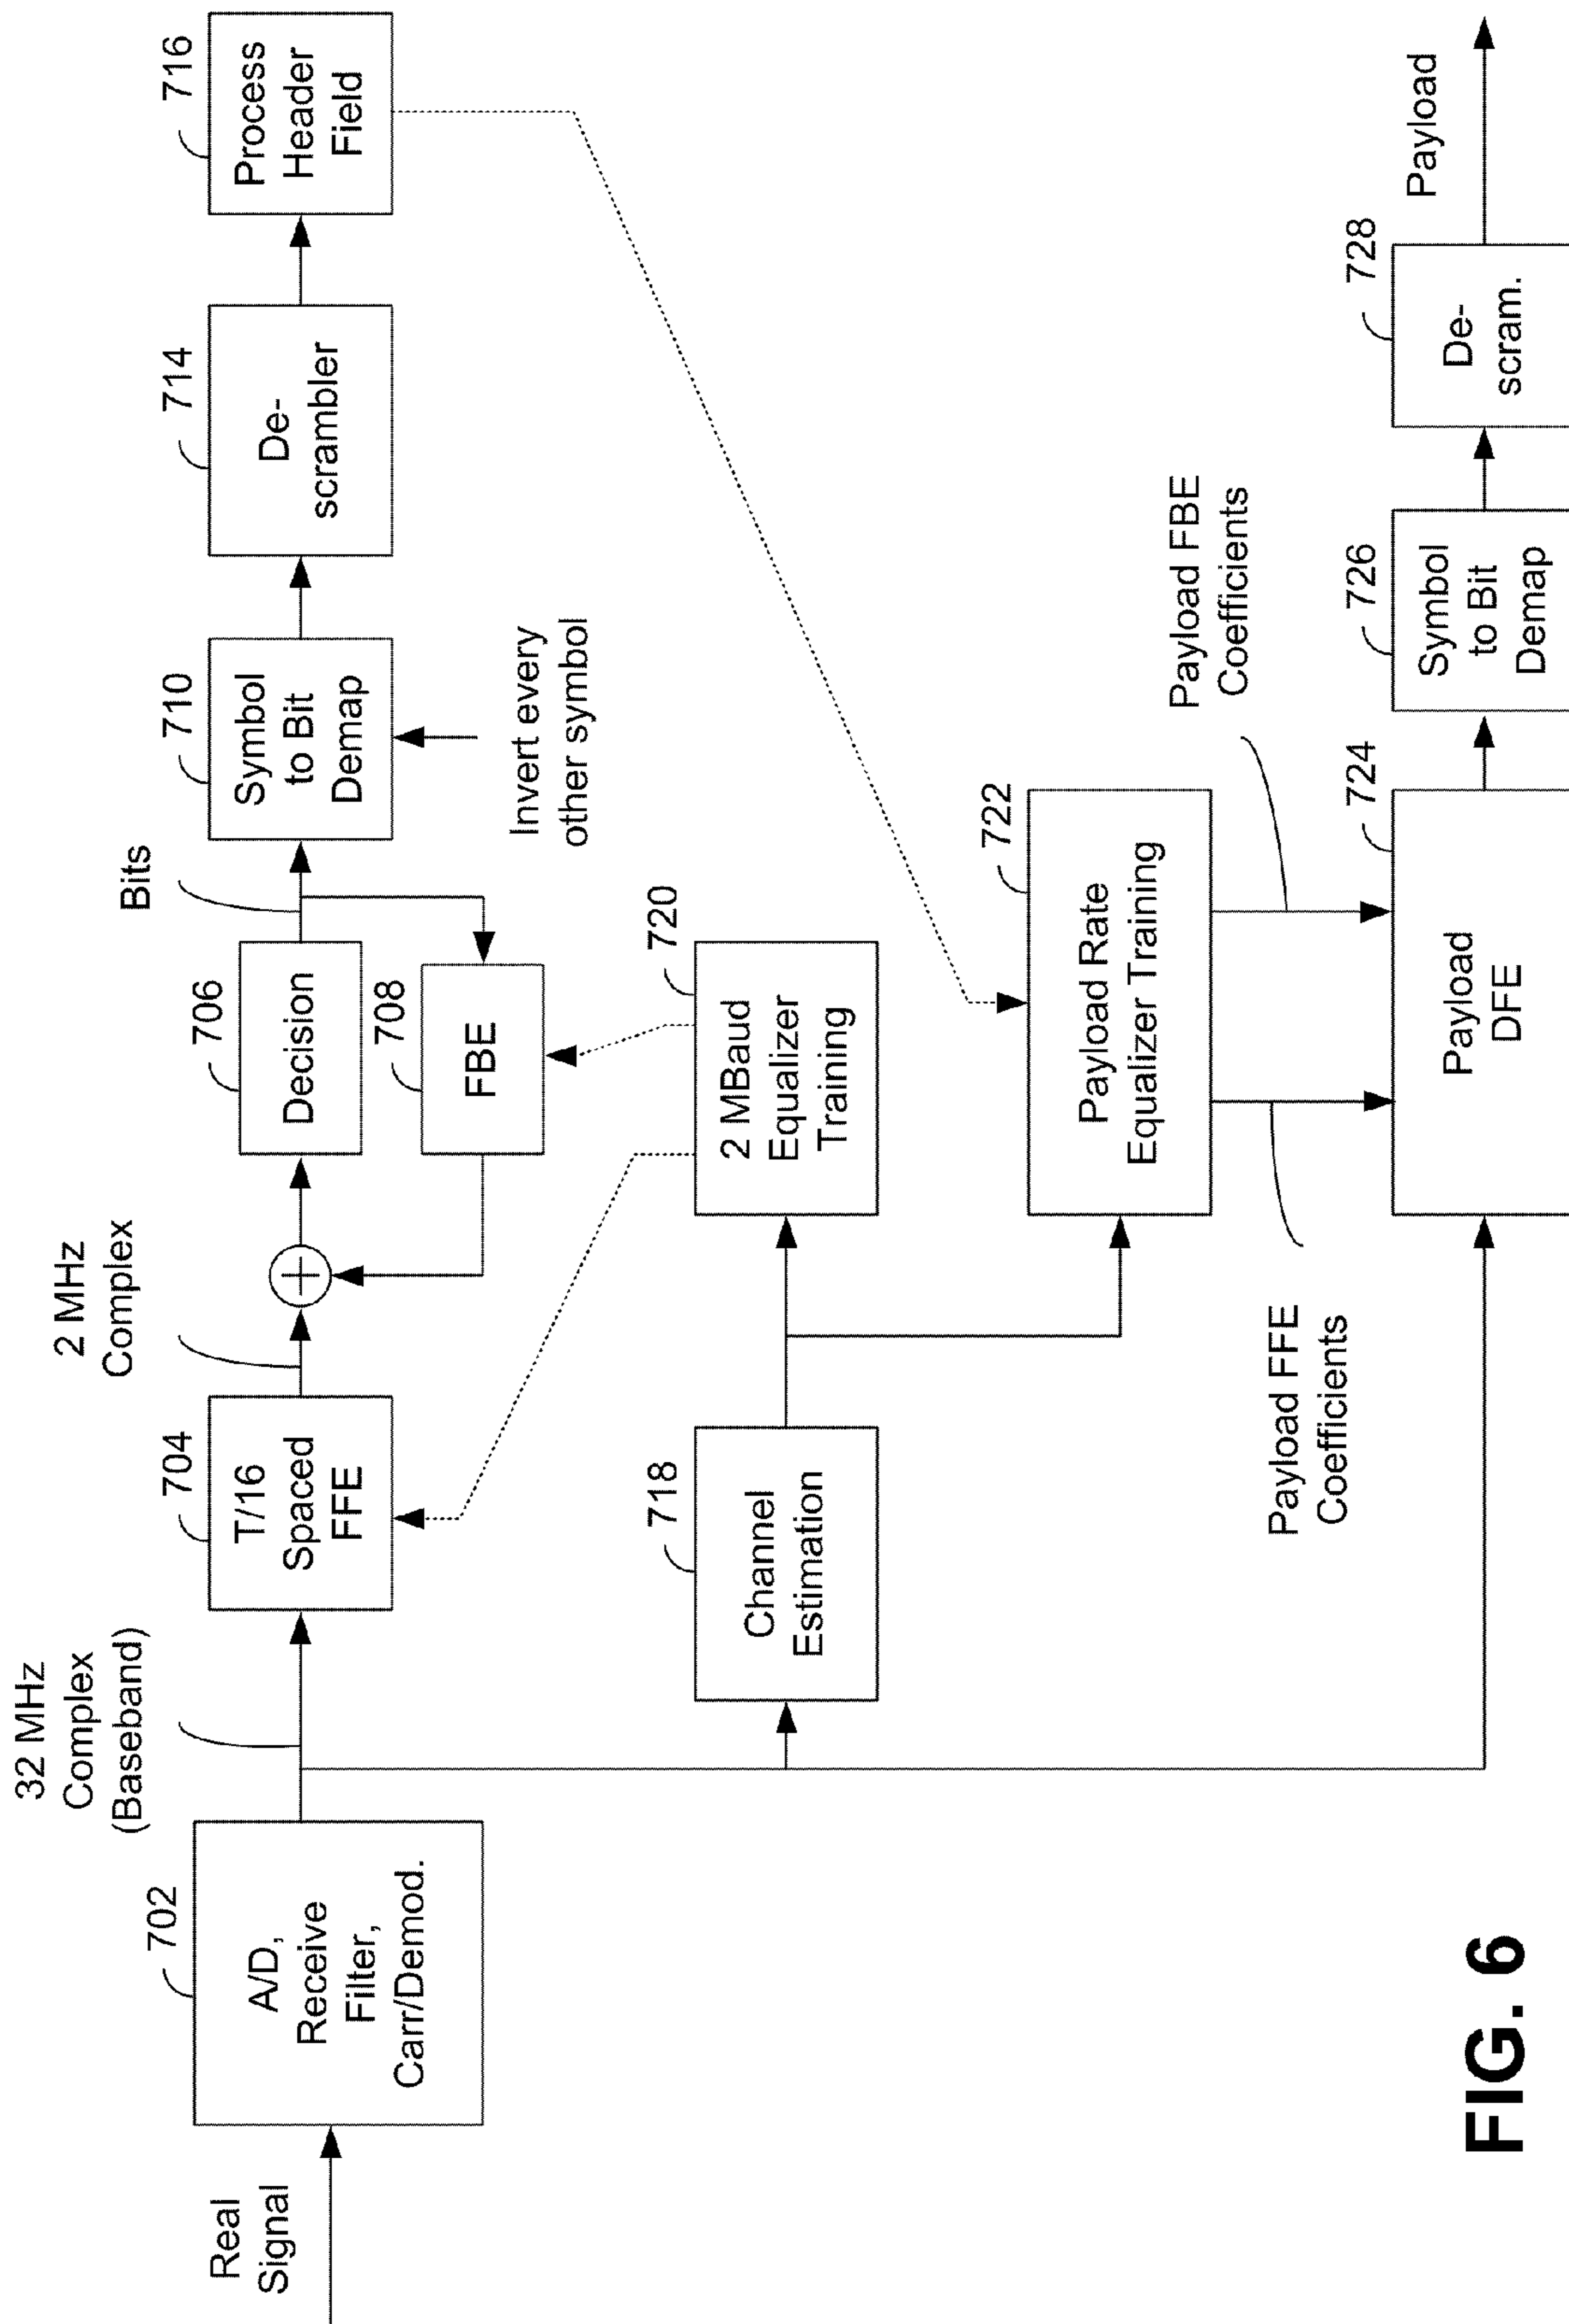 Real
Signal
702
A/D,
Receive
Filter,
Carr/Demod.
32 MHz
Complex
(Baseband)
704
T/16
Spaced
FFE
2 MHz
Complex
706
Decision
708
FBE
Bits
710
Symbol
to Bit
Demap
Invert every
other symbol
714
De-
scrambler
716
Process
Header
Field
718
Channel
Estimation
720
2 MBaud
Equalizer
Training
722
Payload Rate
Equalizer Training
Payload FFE
Coefficients
Payload FBE
Coefficients
724
Payload
DFE
726
Symbol
to Bit
Demap
728
De-
scram.
Payload
FIG. 6